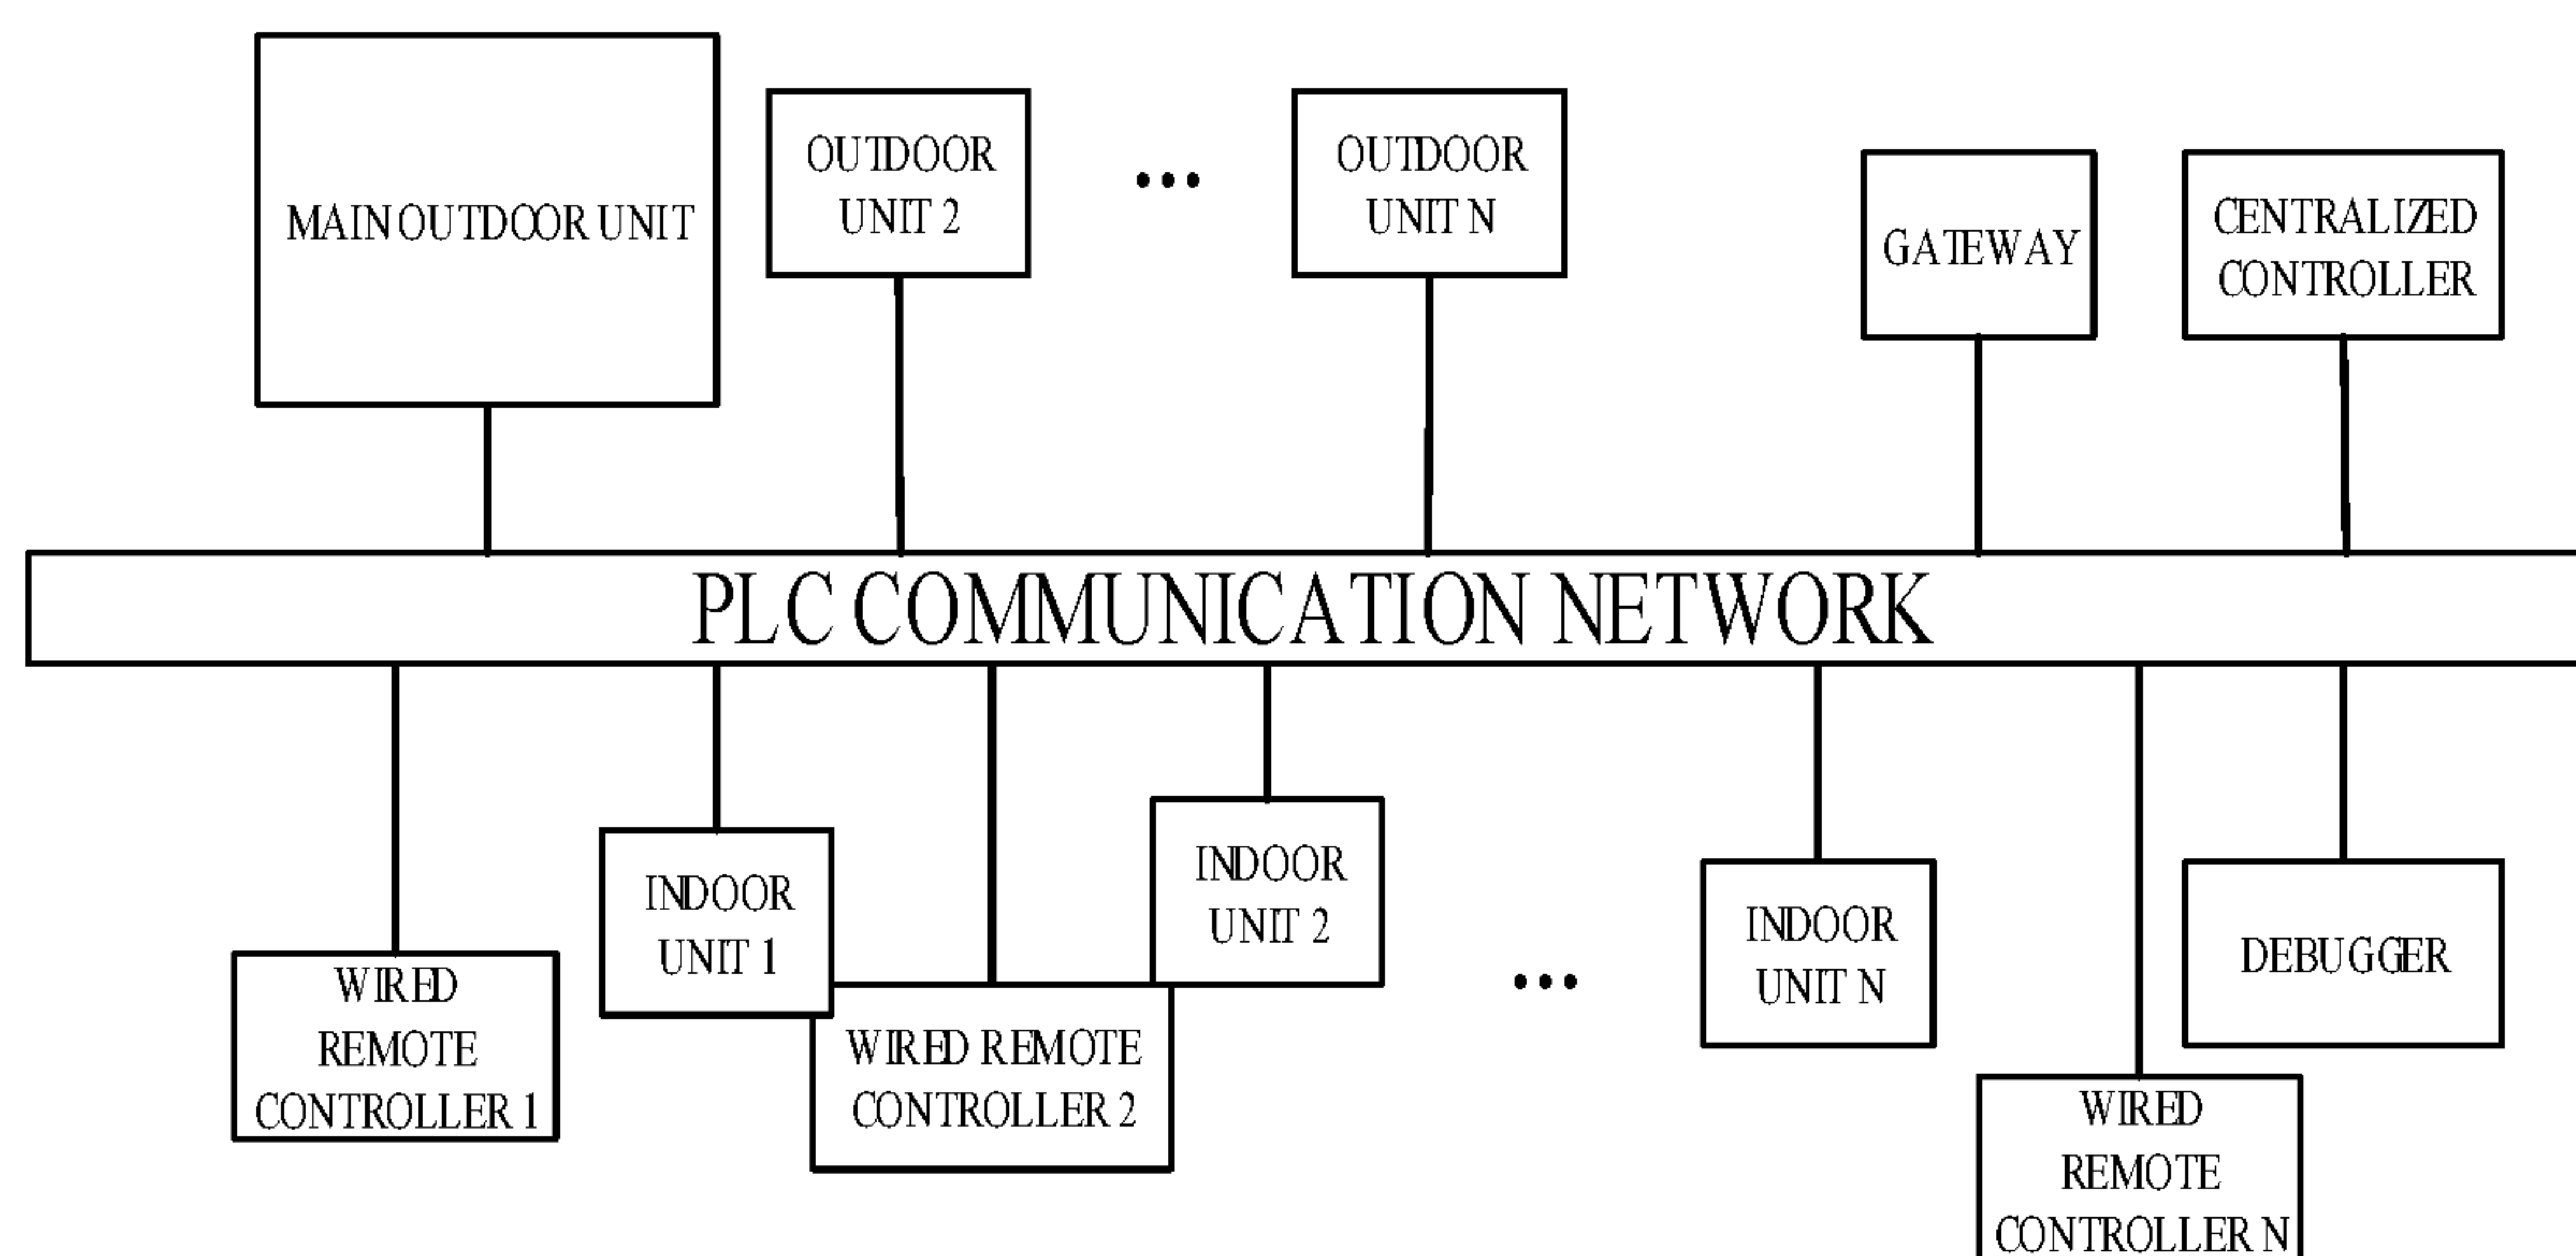 MAIN OUTDOOR UNIT
OUTDOOR
UNIT 2
...
OUTDOOR
UNIT N
GATEWAY
CENTRALIZED
CONTROLLER
PLC COMMUNICATION NETWORK
WIRED
REMOTE
CONTROLLER 1
INDOOR
UNIT 1
WIRED REMOTE
CONTROLLER 2
INDOOR
UNIT 2
...
INDOOR
UNIT N
WIRED
REMOTE
CONTROLLER N
DEBUGGER